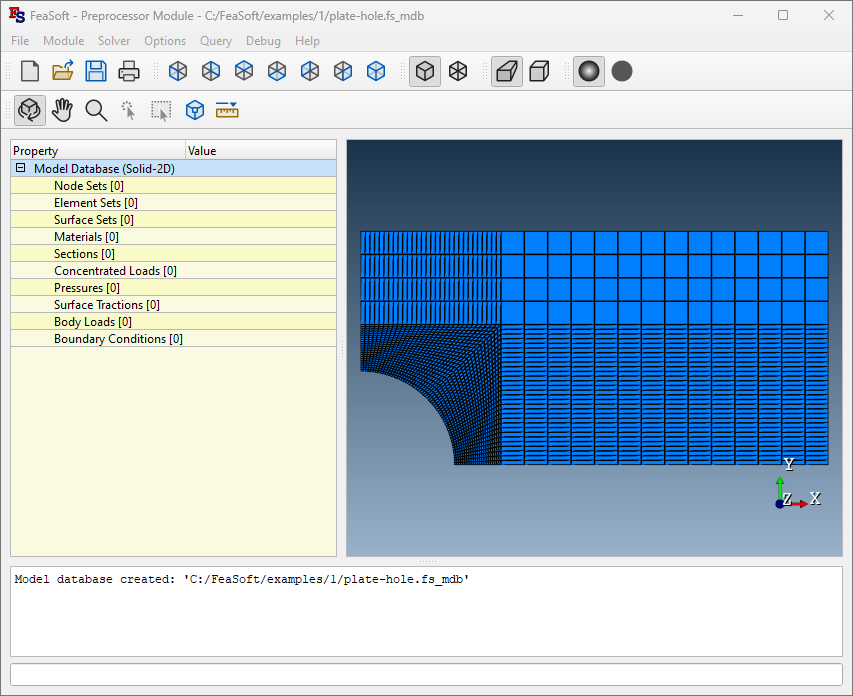 FS FeaSoft - Preprocessor Module - C:/FeaSoft/examples/1/plate-hole.fs_mdb
File Module Solver Options Query Debug Help
Property Value
Model Database (Solid-2D)
Node Sets [0]
Element Sets [0]
Surface Sets [0]
Materials [0]
Sections [0]
Concentrated Loads [0]
Pressures [0]
Surface Tractions [0]
Body Loads [0]
Boundary Conditions [0]
Y
Z X
Model database created: 'C:/FeaSoft/examples/1/plate-hole.fs_mdb'